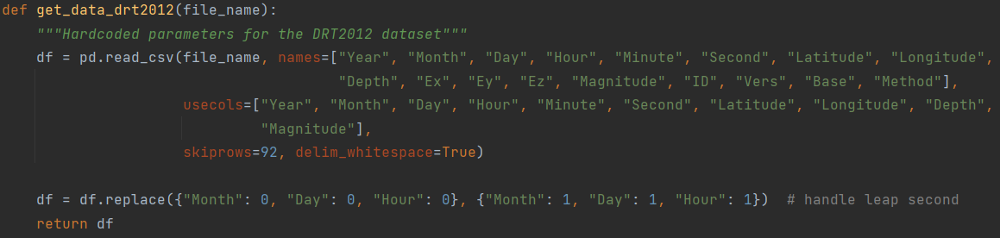 def get_data_drt2012(file_name):
    """Hardcoded parameters for the DRT2012 dataset"""
    df = pd.read_csv(file_name, names=["Year", "Month", "Day", "Hour", "Minute", "Second", "Latitude", "Longitude",
                                       "Depth", "Ex", "Ey", "Ez", "Magnitude", "ID", "Vers", "Base", "Method"],
                     usecols=["Year", "Month", "Day", "Hour", "Minute", "Second", "Latitude", "Longitude", "Depth",
                              "Magnitude"],
                     skiprows=92, delim_whitespace=True)

    df = df.replace({"Month": 0, "Day": 0, "Hour": 0}, {"Month": 1, "Day": 1, "Hour": 1})  # handle leap second
    return df